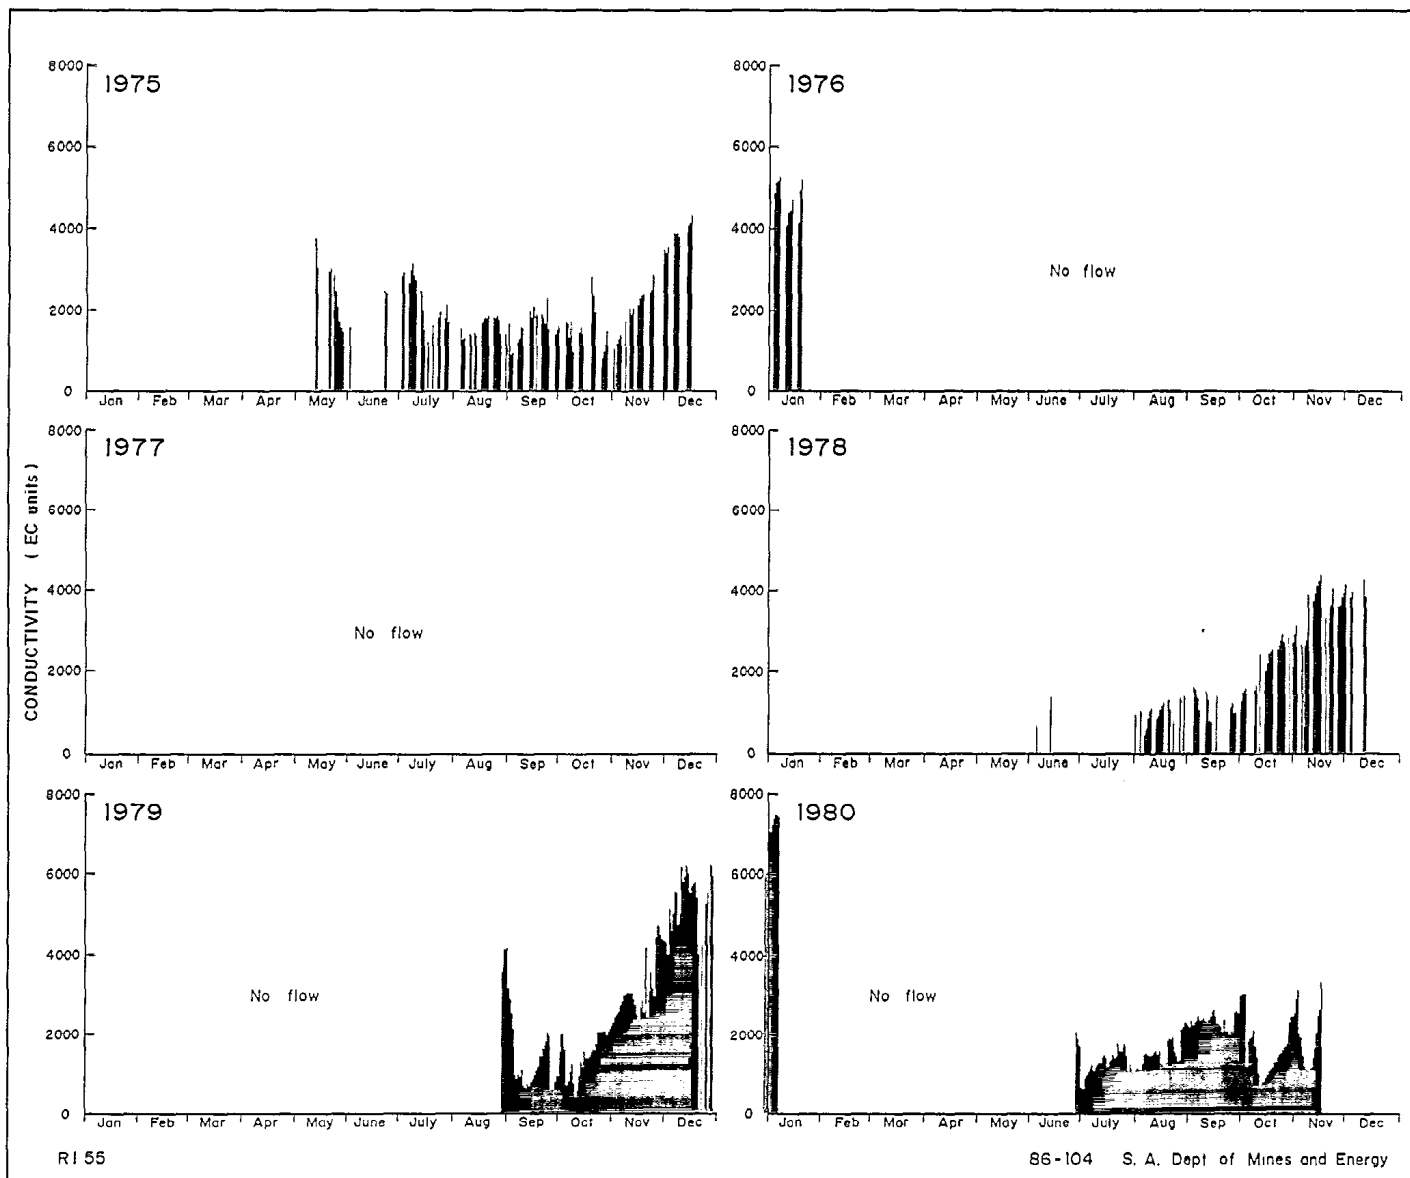 1975
8000
6000
4000
2000
0
Jan Feb Mar Apr May June July Aug Sep Oct Nov Dec
1976
8000
6000
4000
2000
0
No flow
Jan Feb Mar Apr May June July Aug Sep Oct Nov Dec
CONDUCTIVITY (EC units)
1977
8000
6000
4000
2000
0
No flow
Jan Feb Mar Apr May June July Aug Sep Oct Nov Dec
1978
8000
6000
4000
2000
0
Jan Feb Mar Apr May June July Aug Sep Oct Nov Dec
1979
8000
6000
4000
2000
0
No flow
Jan Feb Mar Apr May June July Aug Sep Oct Nov Dec
1980
8000
6000
4000
2000
0
No flow
Jan Feb Mar Apr May June July Aug Sep Oct Nov Dec
RI 55
86-104 S. A. Dept of Mines and Energy